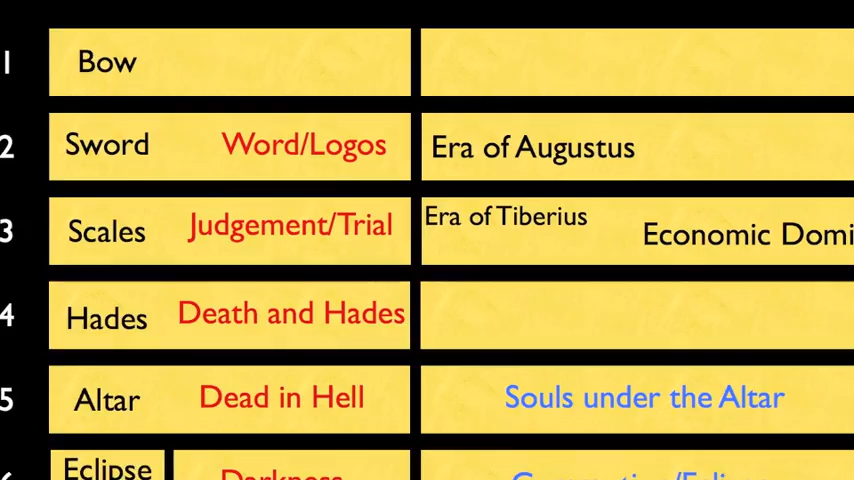 1 Bow
2 Sword Word/Logos Era of Augustus
3 Scales Judgement/Trial Era of Tiberius Economic Domi
4 Hades Death and Hades
5 Altar Dead in Hell Souls under the Altar
Eclipse Darkness